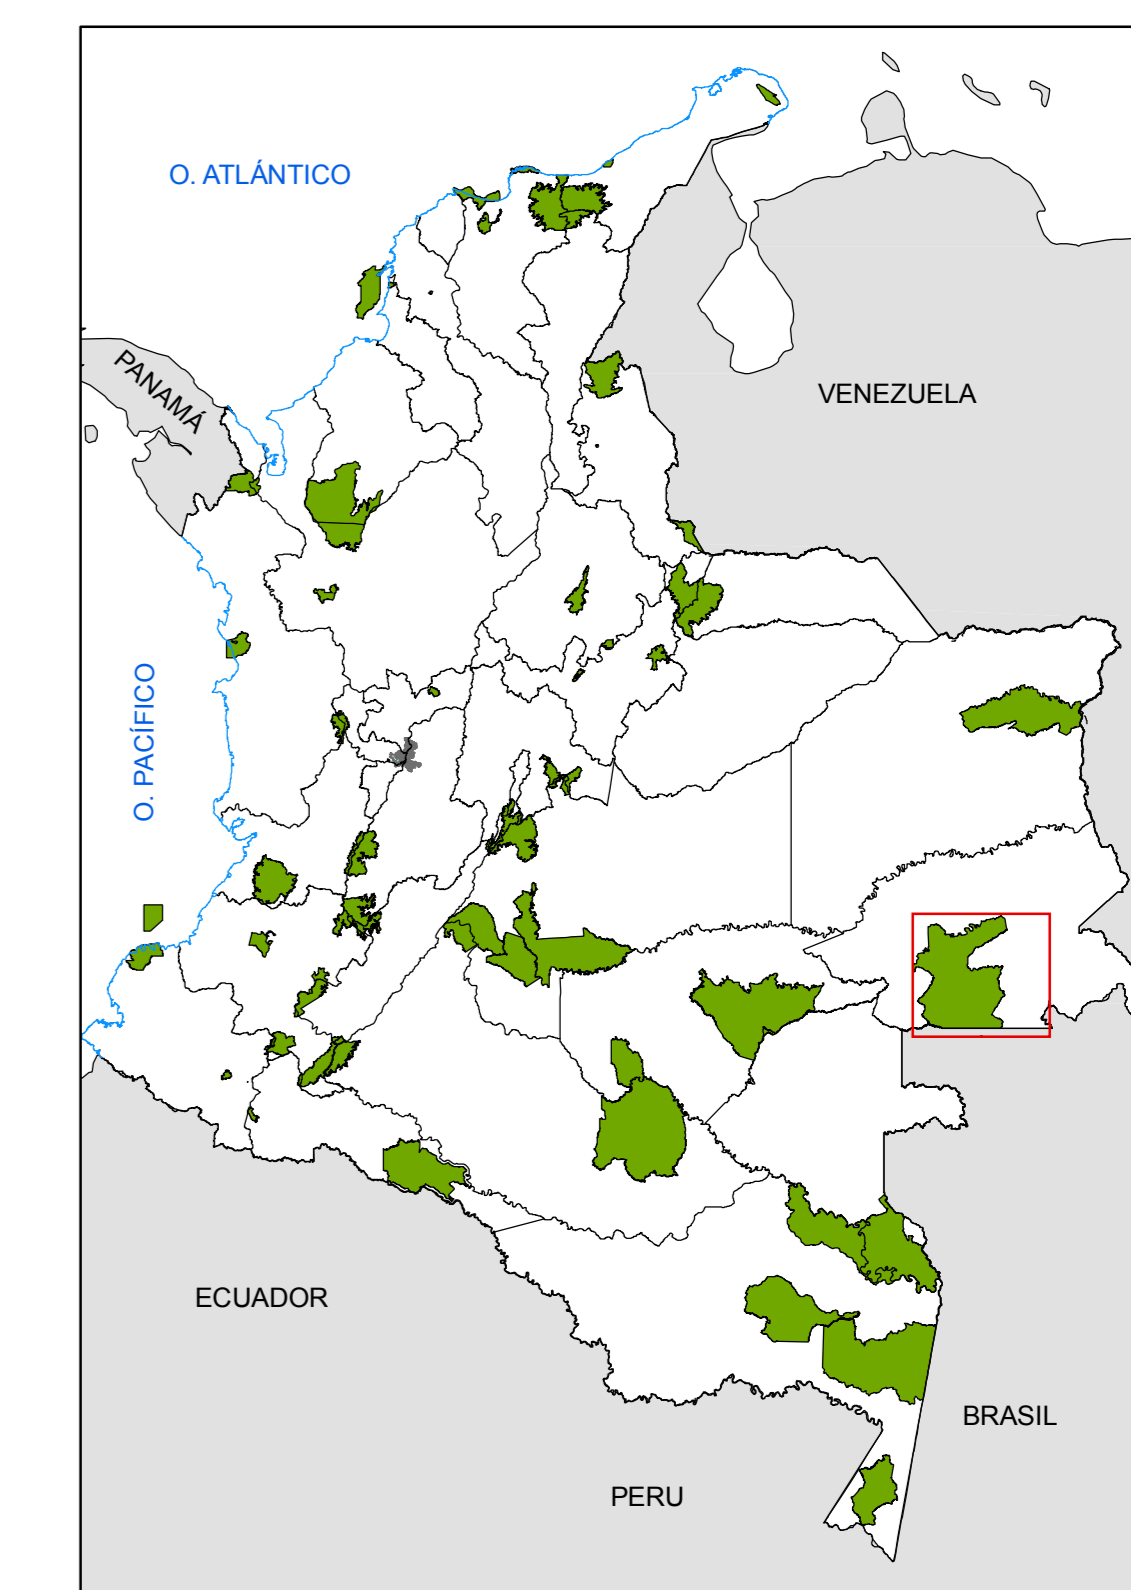 O. ATLÁNTICO
PANAMÁ
VENEZUELA
O. PACÍFICO
ECUADOR
BRASIL
PERU